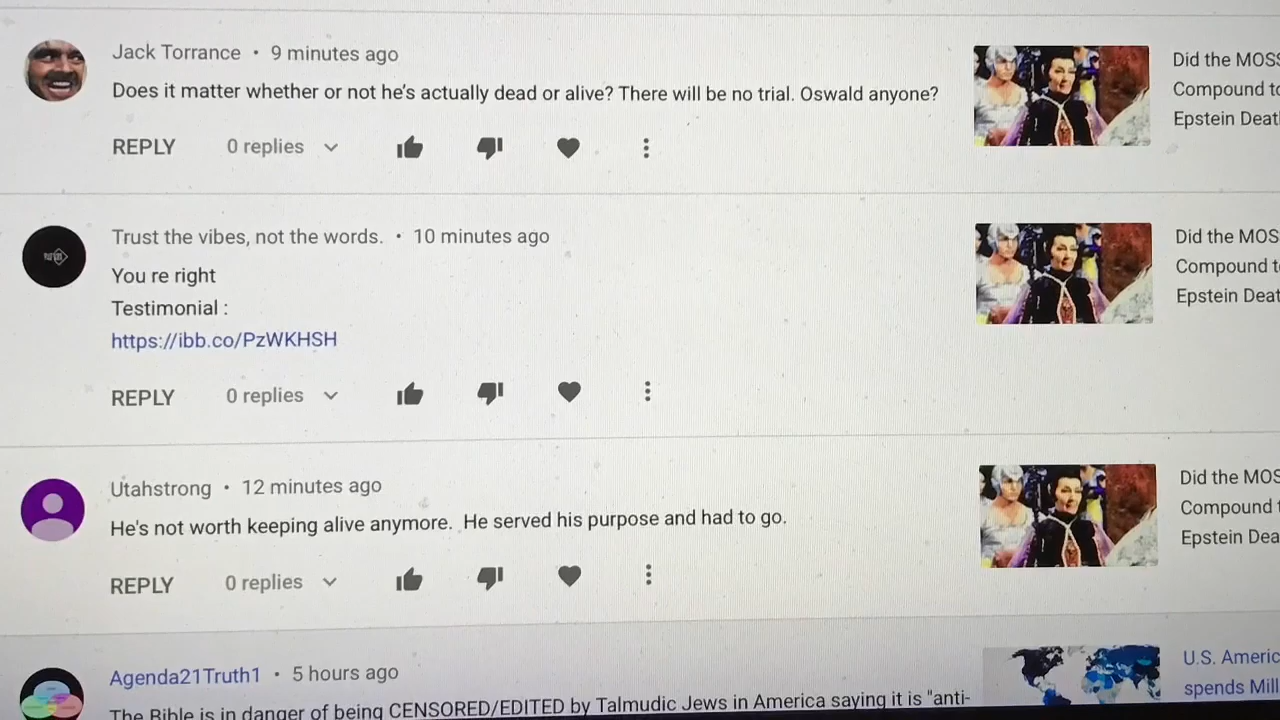 Jack Torrance • 9 minutes ago
Does it matter whether or not he's actually dead or alive? There will be no trial. Oswald anyone?
REPLY 0 replies
Did the MOSS
Compound to
Epstein Deat
Trust the vibes, not the words. • 10 minutes ago
You re right
Testimonial :
https://ibb.co/PzWKHSH
REPLY 0 replies
Did the MOS
Compound t
Epstein Deat
Utahstrong • 12 minutes ago
He's not worth keeping alive anymore. He served his purpose and had to go.
REPLY 0 replies
Did the MOS
Compound t
Epstein Dea
Agenda21Truth1 • 5 hours ago
The Bible is in danger of being CENSORED/EDITED by Talmudic Jews in America saying it is "anti-
U.S. Americ
spends Mill